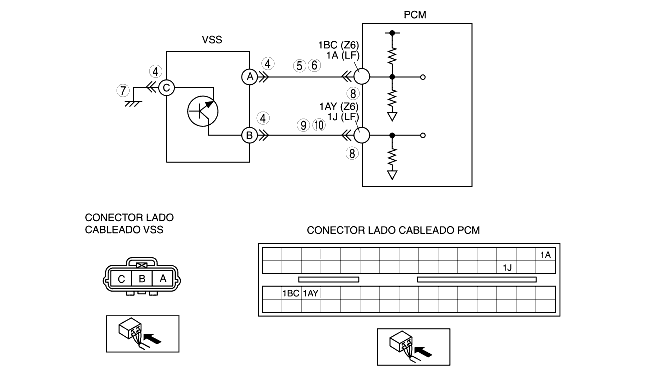 PCM
VSS
1BC (Z6)
1A (LF)
4
5 6
4
C
A
7
8
1AY (Z6)
1J (LF)
4
9 10
B
8
CONECTOR LADO
CABLEADO VSS
CONECTOR LADO CABLEADO PCM
1A
1J
C B A
1BC 1AY